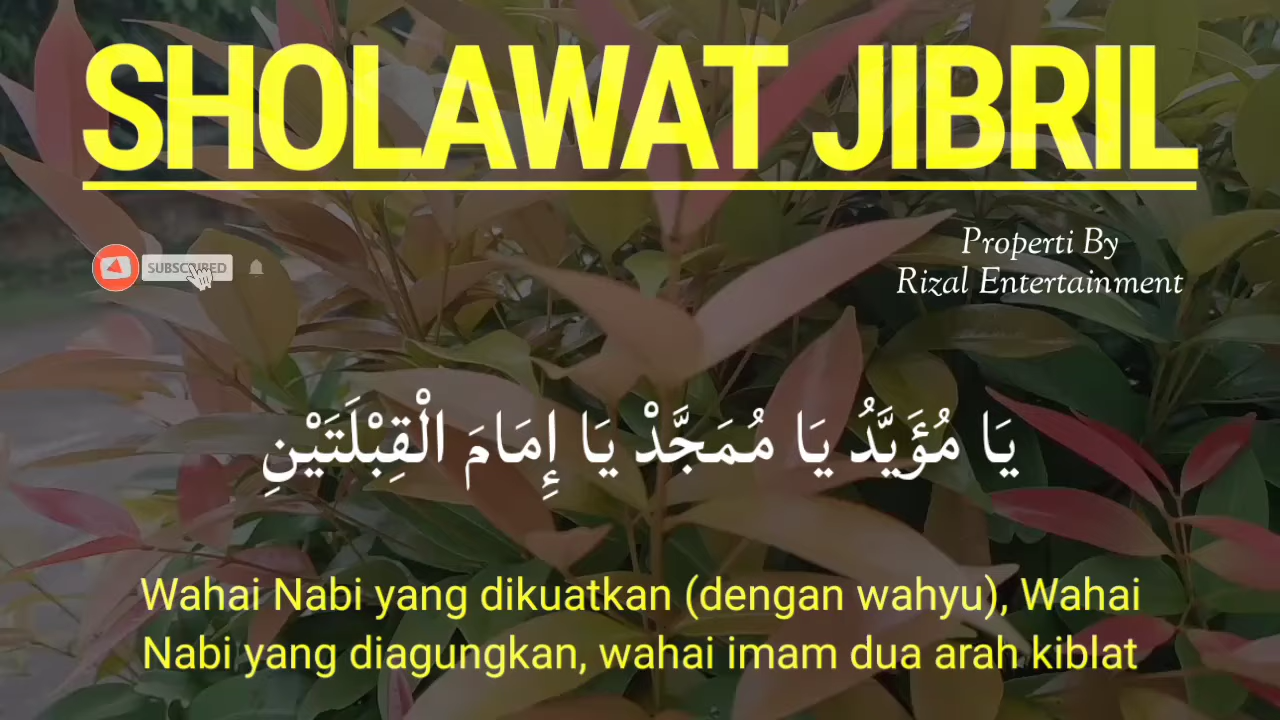 SHOLAWAT JIBRIL
Properti By
Rizal Entertainment
SUBSCRIBED
يَا مُؤَيَّدُ يَا مُمَجَّدْ يَا إِمَامَ الْقِبْلَتَيْنِ
Wahai Nabi yang dikuatkan (dengan wahyu), Wahai
Nabi yang diagungkan, wahai imam dua arah kiblat